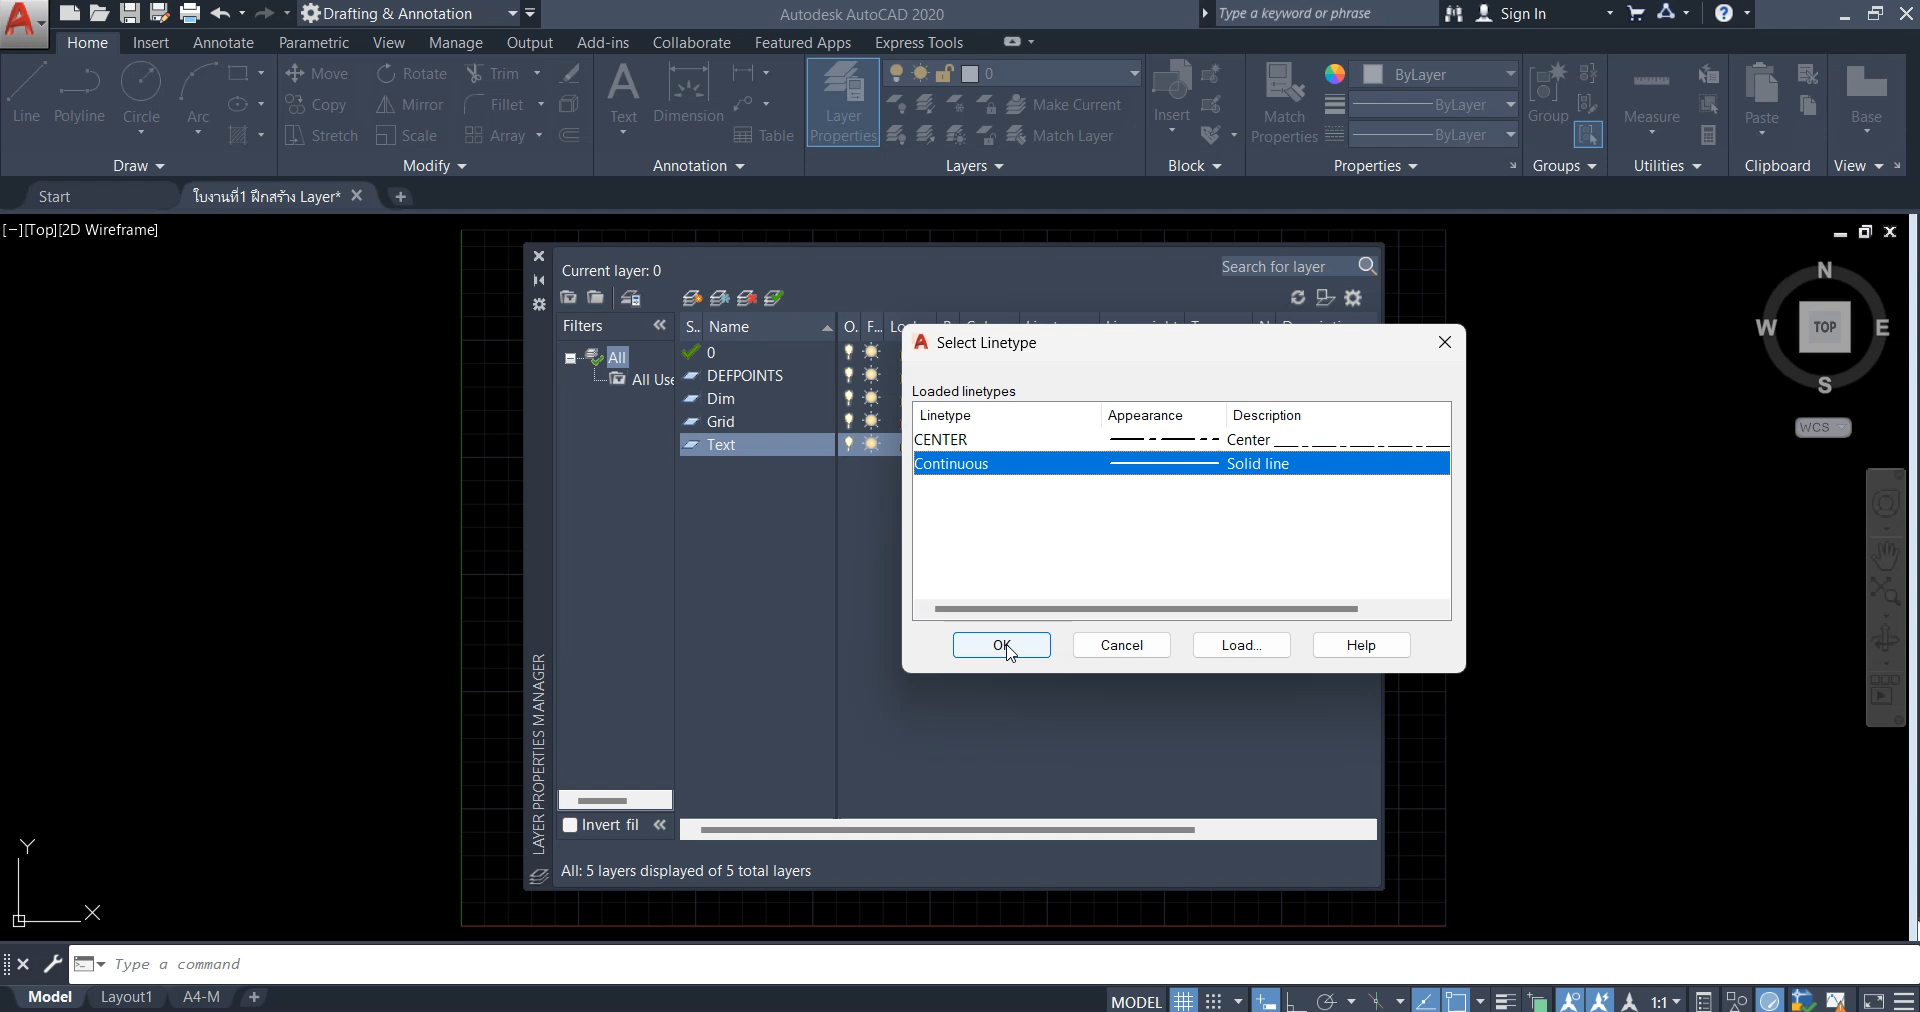 Drafting & Annotation
Autodesk AutoCAD 2020
Type a keyword or phrase
Sign In
Home Insert Annotate Parametric View Manage Output Add-ins Collaborate Featured Apps Express Tools
Line Polyline Circle Arc
Draw
Move Rotate Trim
Copy Mirror Fillet
Stretch Scale Array
Modify
Text Dimension Table
Annotation
Layer Properties
0
Make Current
Match Layer
Layers
Insert
Block
Match Properties
ByLayer
ByLayer
ByLayer
Properties
Group
Groups
Measure
Utilities
Paste
Clipboard
Base
View
Start
ใบงานที่1 ฝึกสร้าง Layer*
[−][Top][2D Wireframe]
N
W TOP E
S
WCS
Current layer: 0
Search for layer
Filters
All
All Use
S.. Name O. F...
0
DEFPOINTS
Dim
Grid
Text
Invert fil
All: 5 layers displayed of 5 total layers
LAYER PROPERTIES MANAGER
Select Linetype
Loaded linetypes
Linetype Appearance Description
CENTER Center
Continuous Solid line
OK Cancel Load... Help
Y
X
Type a command
Model Layout1 A4-M
MODEL
1:1